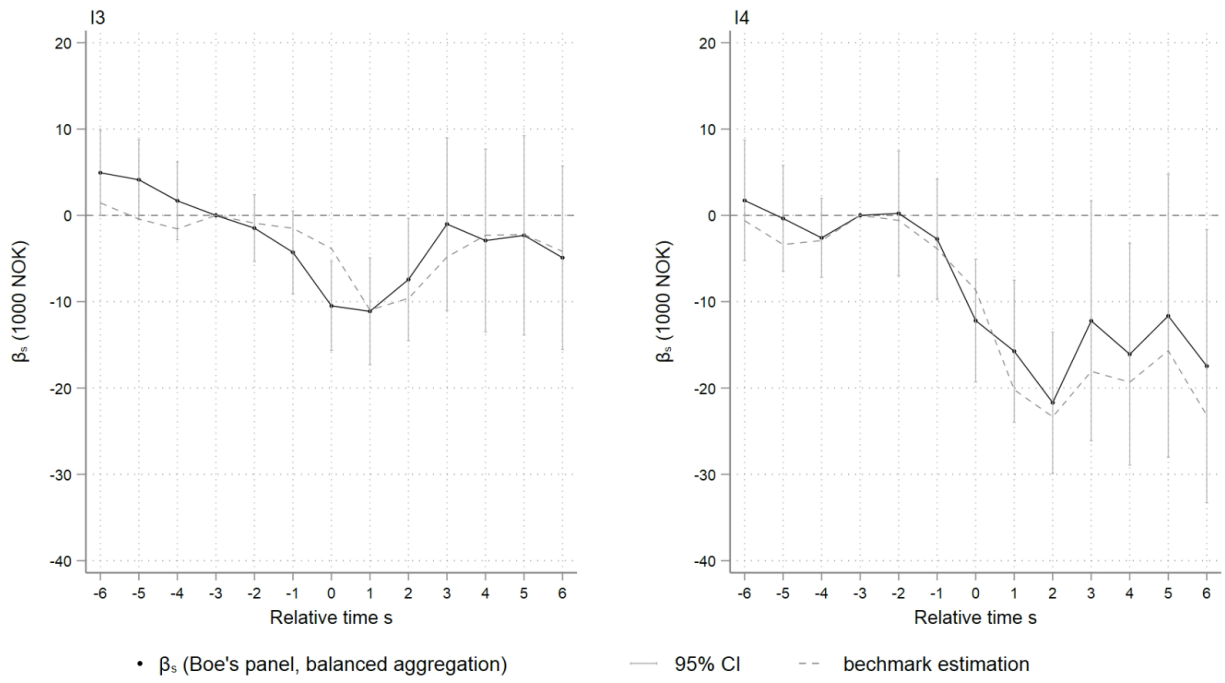 I3
20
10
0
-10
-20
-30
-40
βs (1000 NOK)
-6 -5 -4 -3 -2 -1 0 1 2 3 4 5 6
Relative time s
I4
20
10
0
-10
-20
-30
-40
βs (1000 NOK)
-6 -5 -4 -3 -2 -1 0 1 2 3 4 5 6
Relative time s
βs (Boe's panel, balanced aggregation) 95% CI bechmark estimation